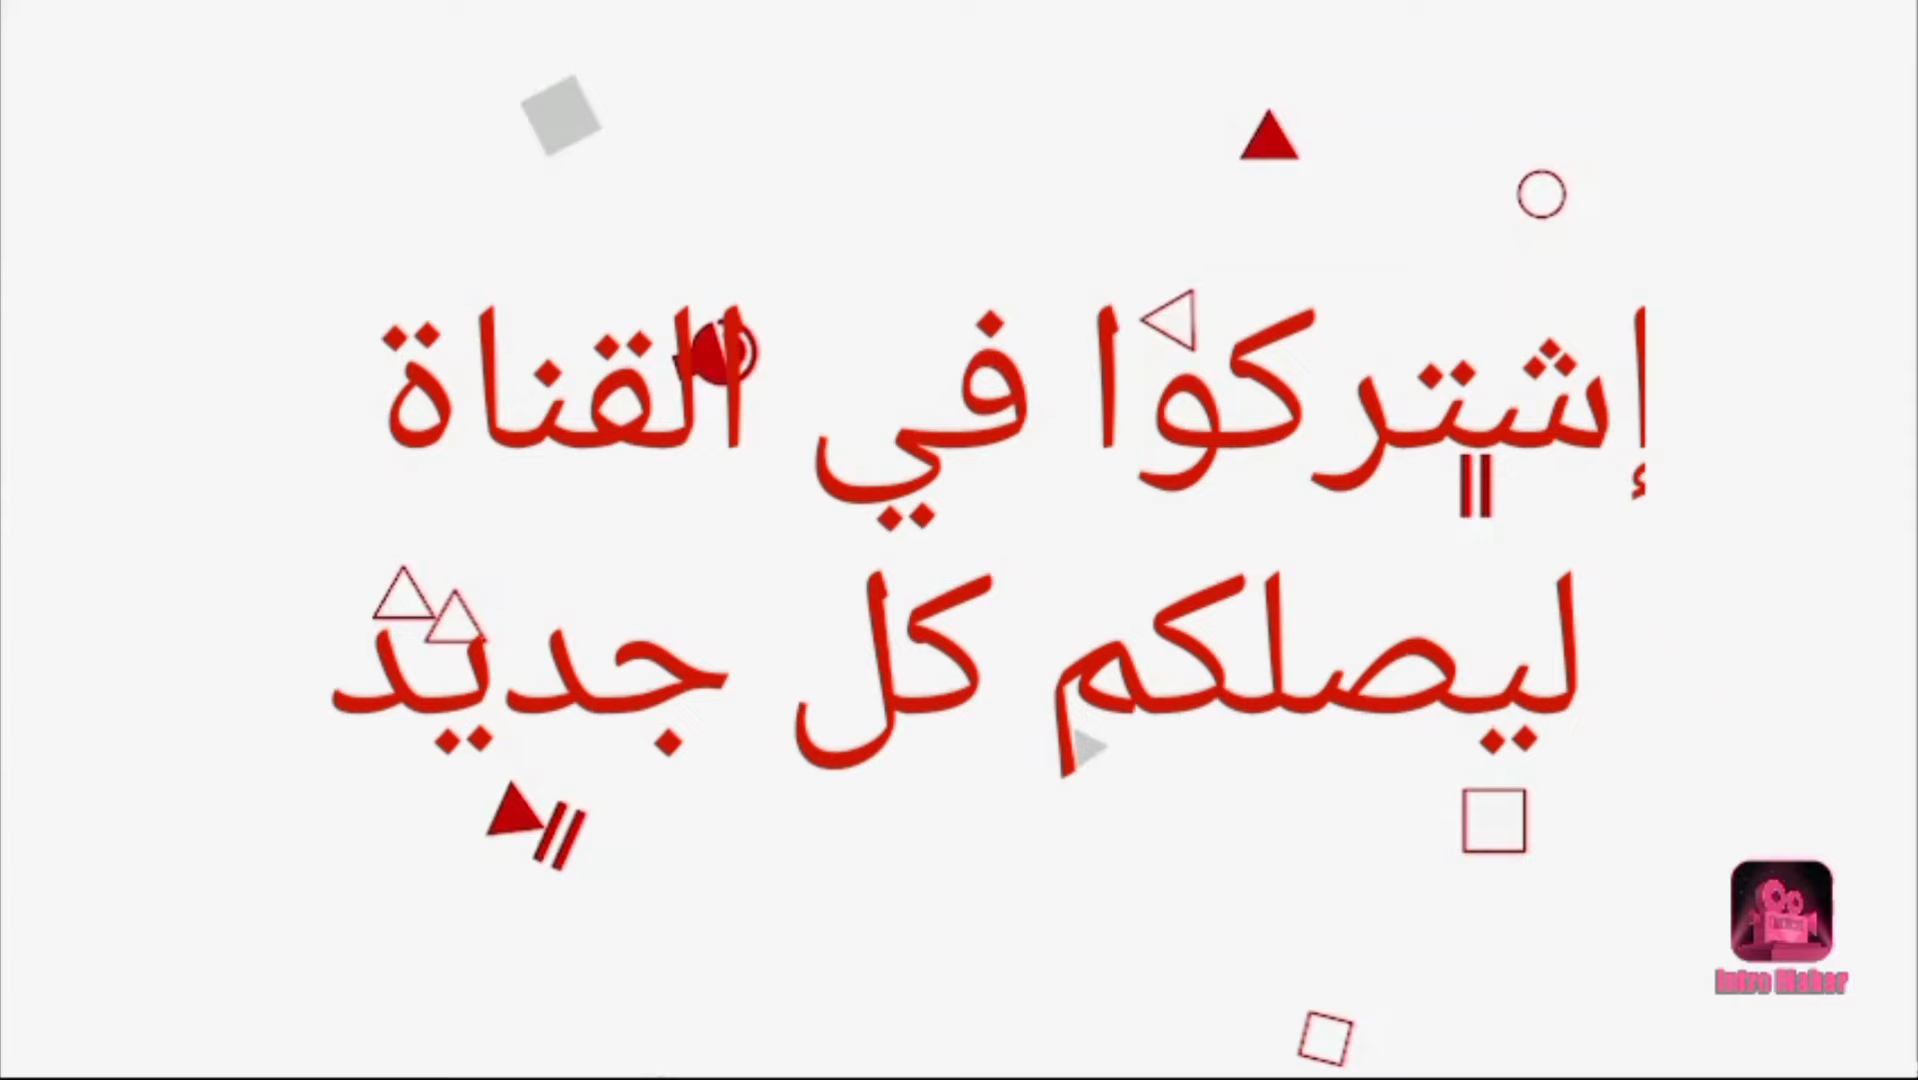 إشتركوا في القناة
ليصلكم كل جديد
Intro Maker